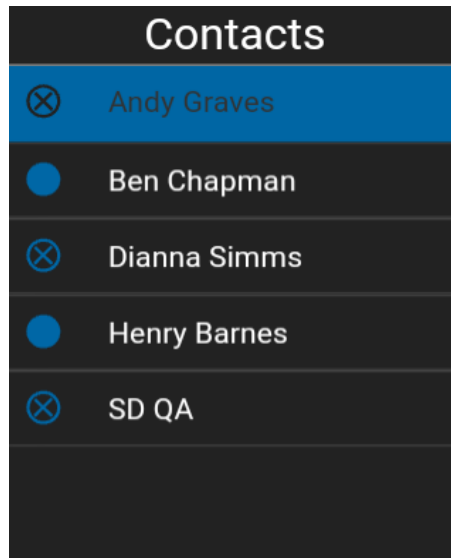 Contacts
Andy Graves
Ben Chapman
Dianna Simms
Henry Barnes
SD QA